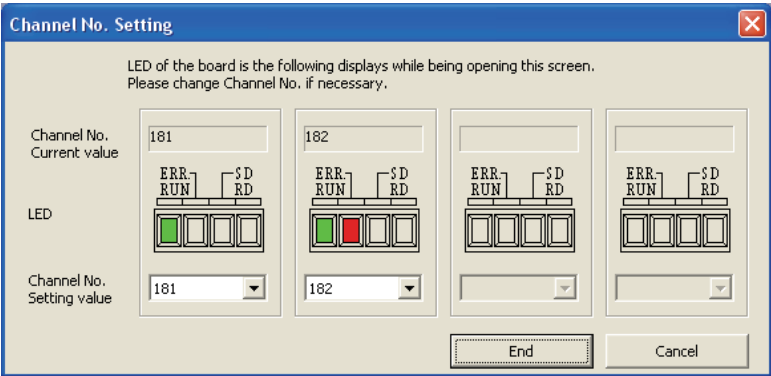 Channel No. Setting
LED of the board is the following displays while being opening this screen.
Please change Channel No. if necessary.
Channel No.
Current value
181
182
ERR.
RUN
SD
RD
ERR.
RUN
SD
RD
ERR.
RUN
SD
RD
ERR.
RUN
SD
RD
LED
Channel No.
Setting value
181
182
End
Cancel